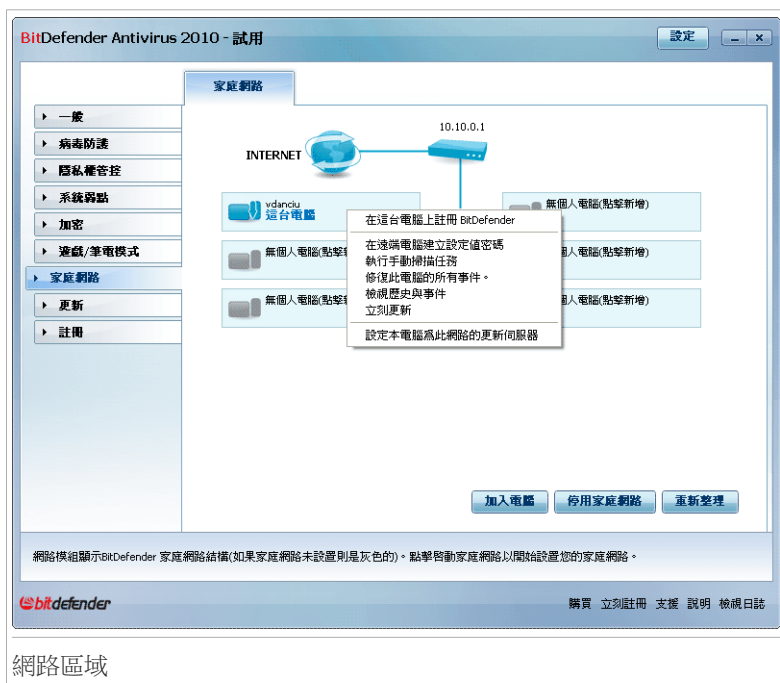 BitDefender Antivirus 2010 - 試用
設定
家庭網路
一般
病毒防護
隱私權管控
系統弱點
加密
遊戲/筆電模式
家庭網路
更新
註冊
10.10.0.1
INTERNET
vdanciu
這台電腦
無個人電腦(點擊新增)
無個人電腦(點擊新
個人電腦(點擊新增)
無個人電腦(點擊新
個人電腦(點擊新增)
在這台電腦上註冊 BitDefender
在遠端電腦建立設定值密碼
執行手動掃描任務
修復此電腦的所有事件。
檢視歷史與事件
立刻更新
設定本電腦為此網路的更新伺服器
加入電腦
停用家庭網路
重新整理
網路模組顯示BitDefender 家庭網路結構(如果家庭網路未設置則是灰色的)。點擊啓動家庭網路以開始設置您的家庭網路。
bitdefender
購買 立刻註冊 支援 說明 檢視日誌
網路區域